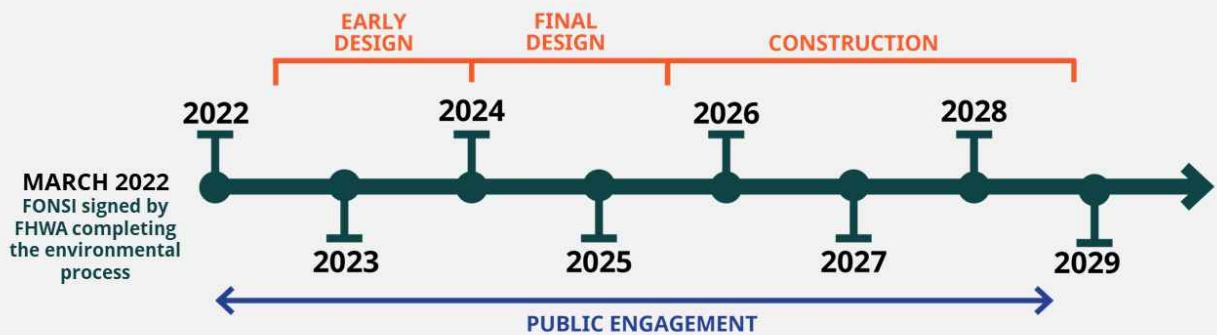 EARLY
DESIGN
FINAL
DESIGN
CONSTRUCTION
2022
2024
2026
2028
MARCH 2022
FONSI signed by
FHWA completing
the environmental
process
2023
2025
2027
2029
PUBLIC ENGAGEMENT